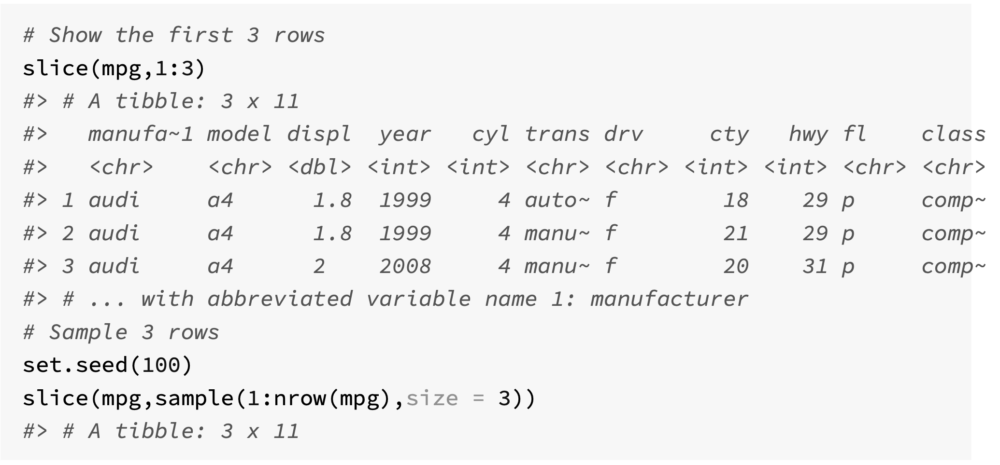 # Show the first 3 rows
slice(mpg,1:3)
#> # A tibble: 3 x 11
#>   manufa~1 model displ  year   cyl trans drv     cty   hwy fl    class
#>   <chr>    <chr> <dbl> <int> <int> <chr> <chr> <int> <int> <chr> <chr>
#> 1 audi     a4      1.8  1999     4 auto~ f        18    29 p     comp~
#> 2 audi     a4      1.8  1999     4 manu~ f        21    29 p     comp~
#> 3 audi     a4      2    2008     4 manu~ f        20    31 p     comp~
#> # ... with abbreviated variable name 1: manufacturer
# Sample 3 rows
set.seed(100)
slice(mpg,sample(1:nrow(mpg),size = 3))
#> # A tibble: 3 x 11